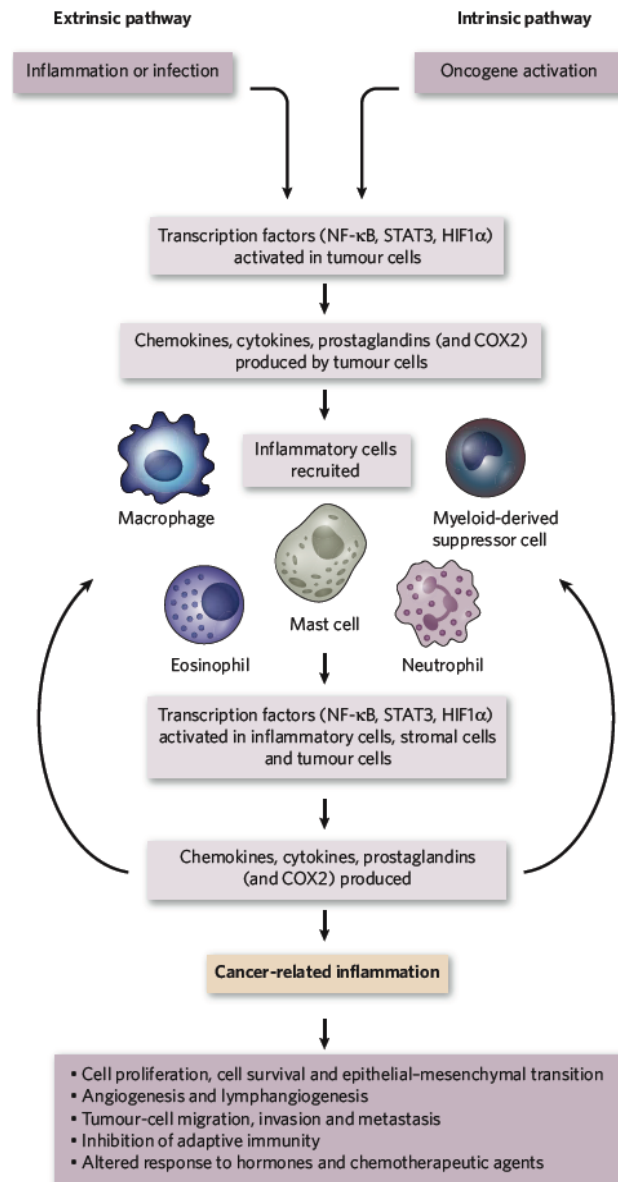 Extrinsic pathway
Intrinsic pathway
Inflammation or infection
Oncogene activation
Transcription factors (NF-κB, STAT3, HIF1α)
activated in tumour cells
Chemokines, cytokines, prostaglandins (and COX2)
produced by tumour cells
Inflammatory cells
recruited
Macrophage
Myeloid-derived
suppressor cell
Mast cell
Eosinophil
Neutrophil
Transcription factors (NF-κB, STAT3, HIF1α)
activated in inflammatory cells, stromal cells
and tumour cells
Chemokines, cytokines, prostaglandins
(and COX2) produced
Cancer-related inflammation
▪ Cell proliferation, cell survival and epithelial–mesenchymal transition
▪ Angiogenesis and lymphangiogenesis
▪ Tumour-cell migration, invasion and metastasis
▪ Inhibition of adaptive immunity
▪ Altered response to hormones and chemotherapeutic agents